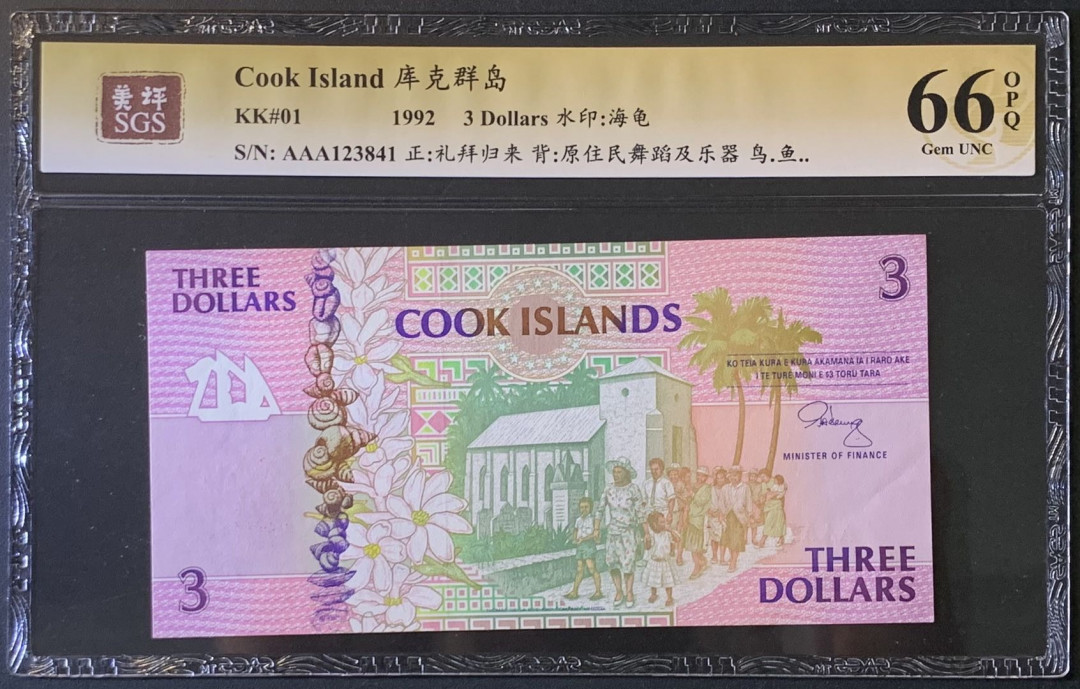 美评
SGS
Cook Island 库克群岛
KK#01 1992 3 Dollars 水印:海龟
S/N: AAA123841 正:礼拜归来 背:原住民舞蹈及乐器 鸟.鱼..
66 OPQ
Gem UNC
THREE
DOLLARS
3
COOK ISLANDS
KO TEIA KURA E KURA AKAMANA IA I RARO AKE
I TE TURE MONI E $3 TORU TARA
MINISTER OF FINANCE
3
THREE
DOLLARS